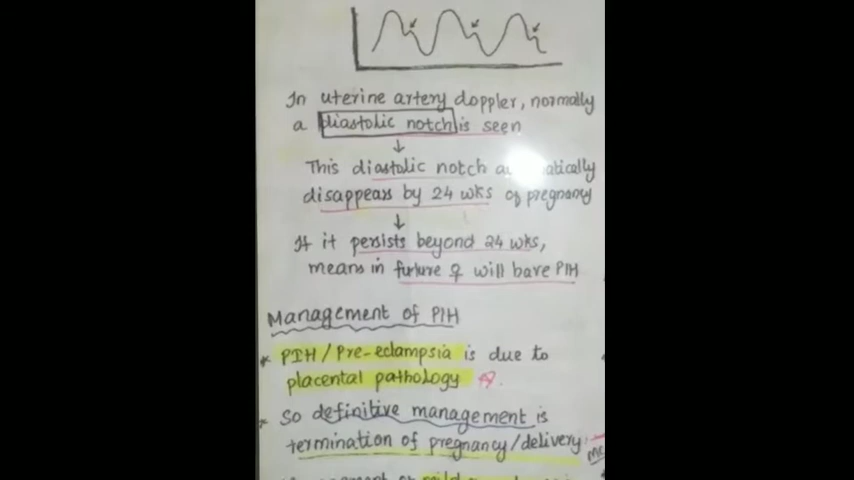 In uterine artery doppler, normally
a diastolic notch is seen
↓
This diastolic notch
disappears by 24 wks of pregnancy
↓
If it persists beyond 24 wks,
means in furture ♀ will have PIH
Management of PIH
* PIH / Pre-eclampsia is due to
placental pathology
* So definitive management is
termination of pregnancy/delivery